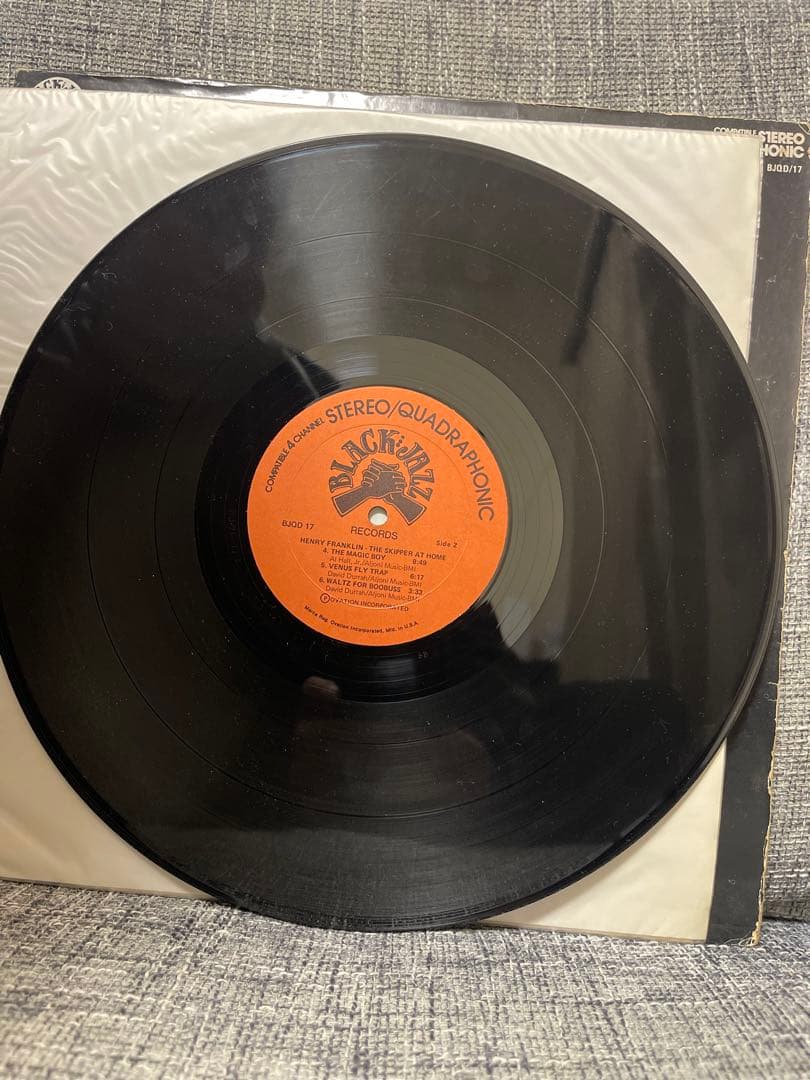 COMPATIBLE STEREO
PHONIC
BJQD/17
COMPATIBLE 4 CHANNEL STEREO/QUADRAPHONIC
BLACK JAZZ
RECORDS
BJQD 17
Side 2
HENRY FRANKLIN - THE SKIPPER AT HOME
4. THE MAGIC BOY 8:49
Al Hall, Jr./Aljoni Music-BMI
5. VENUS FLY TRAP 6:17
David Durrah/Aljoni Music-BMI
6. WALTZ FOR BOOBUSS 3:32
David Durrah/Aljoni Music-BMI
Ⓟ OVATION INCORPORATED
Marca Reg. Ovation Incorporated, Mfg. in U.S.A.